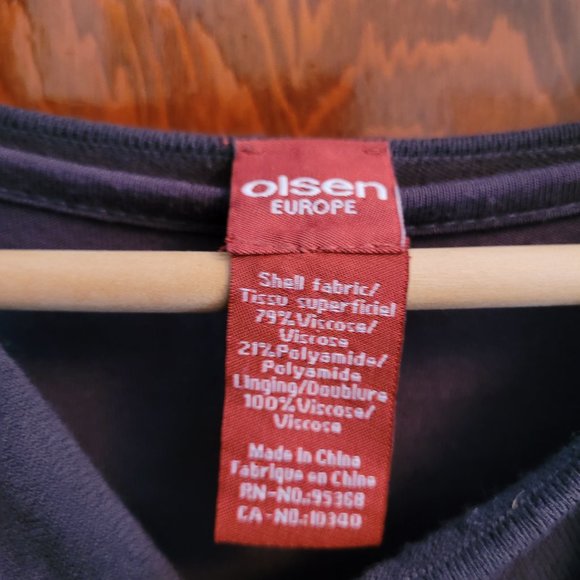 olsen
EUROPE
Shell fabric/
Tissu superficiel
79%Viscose/
Viscose
21%Polyamide/
Polyamide
Linging/Doublure
100%Viscose/
Viscose
Made in China
Fabrique en Chine
RN-NO.:95368
CA-NO.:10340